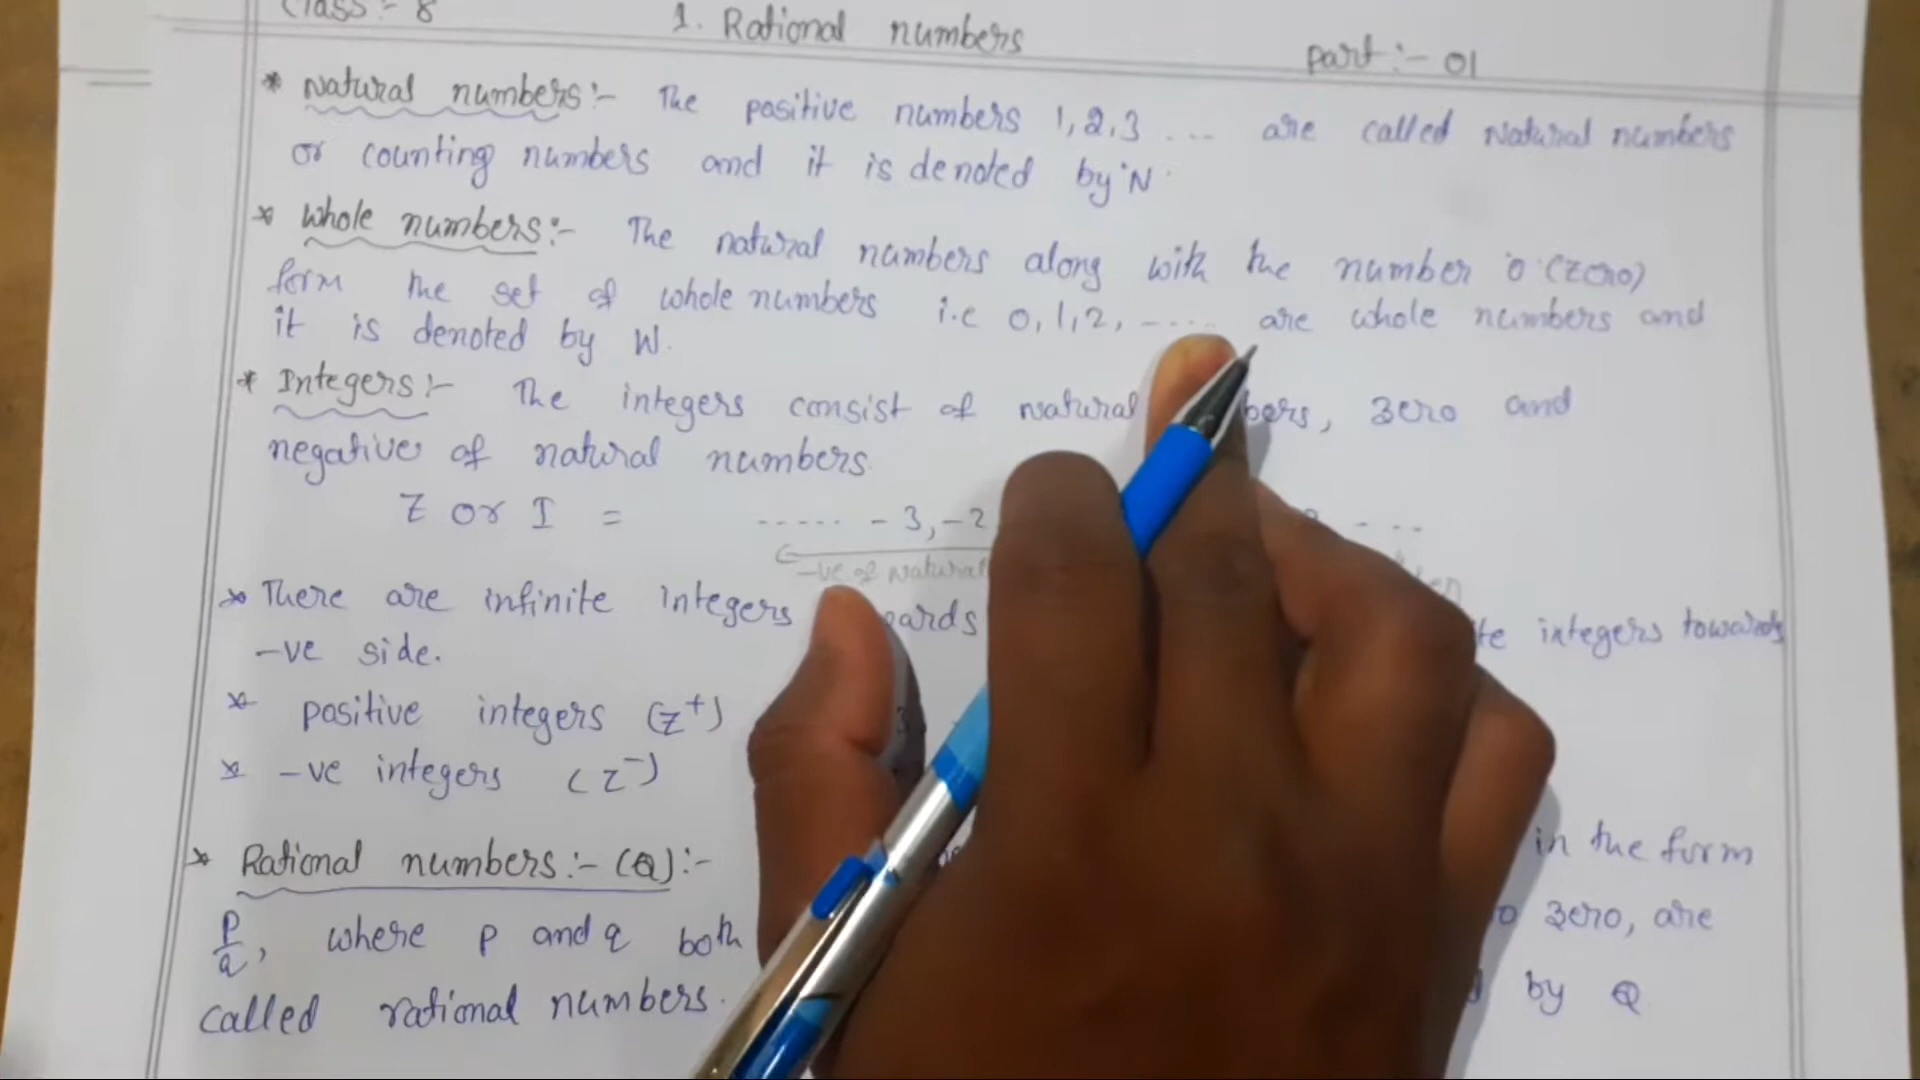 Class :- 8
1. Rational numbers
part :- 01
* Natural numbers :- The positive numbers 1, 2, 3 .... are called Natural numbers
or counting numbers and it is denoted by 'N'
* Whole numbers :- The natural numbers along with the number '0' (zero)
form the set of whole numbers i.e 0, 1, 2, ..... are whole numbers and
it is denoted by W.
* Integers :- The integers consist of natural zero and
negative of natural numbers
Z or I = ...... - 3, -2 ....
-ve of natural
* There are infinite integers integers towards
-ve side.
* positive integers (z+)
* -ve integers (z-)
* Rational numbers :- (Q) :- in the form
p/q, where p and q both zero, are
called rational numbers. by Q